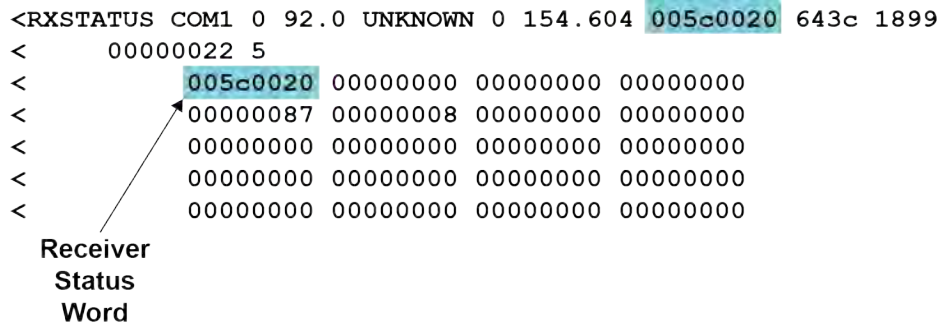 <RXSTATUS COM1 0 92.0 UNKNOWN 0 154.604 005c0020 643c 1899
< 00000022 5
< 005c0020 00000000 00000000 00000000
< 00000087 00000008 00000000 00000000
< 00000000 00000000 00000000 00000000
< 00000000 00000000 00000000 00000000
< 00000000 00000000 00000000 00000000
Receiver
Status
Word